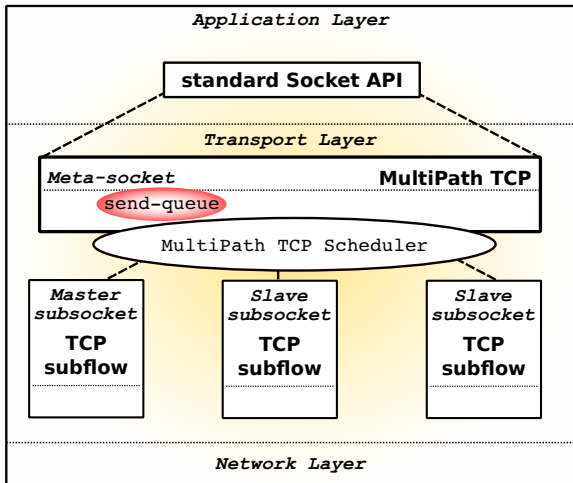 Application Layer
standard Socket API
Transport Layer
Meta-socket
MultiPath TCP
send-queue
MultiPath TCP Scheduler
Master
subsocket
TCP
subflow
Slave
subsocket
TCP
subflow
Slave
subsocket
TCP
subflow
Network Layer